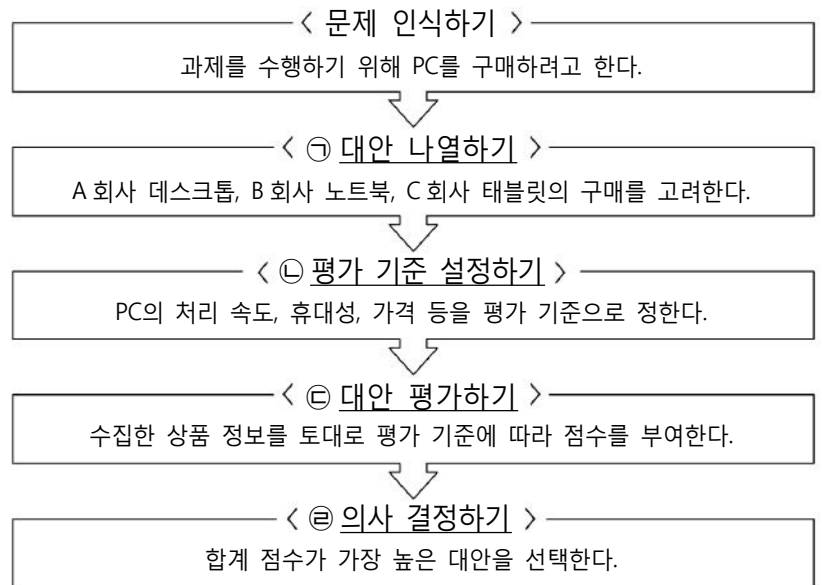 < 문제 인식하기 >
과제를 수행하기 위해 PC를 구매하려고 한다.
< ㉠ 대안 나열하기 >
A 회사 데스크톱, B 회사 노트북, C 회사 태블릿의 구매를 고려한다.
< ㉡ 평가 기준 설정하기 >
PC의 처리 속도, 휴대성, 가격 등을 평가 기준으로 정한다.
< ㉢ 대안 평가하기 >
수집한 상품 정보를 토대로 평가 기준에 따라 점수를 부여한다.
< ㉣ 의사 결정하기 >
합계 점수가 가장 높은 대안을 선택한다.